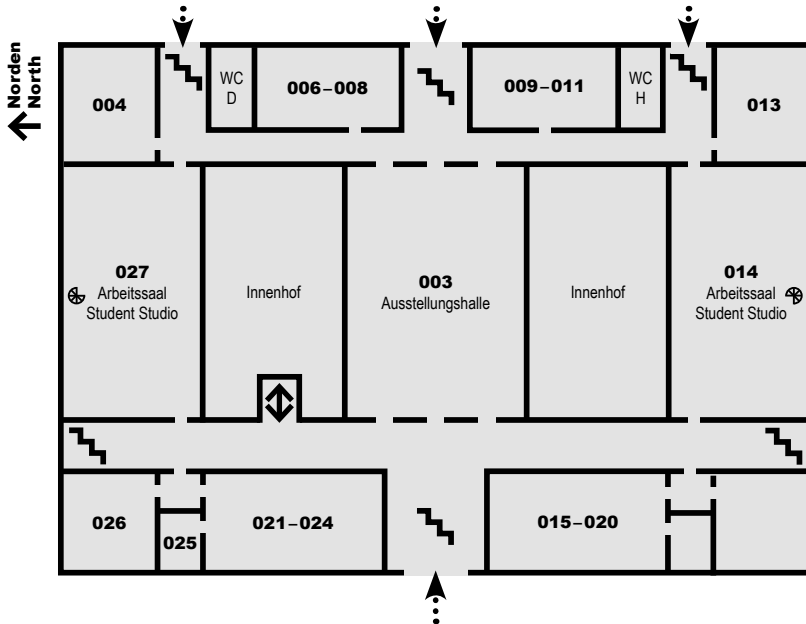 Norden
North
004
WC
D
006–008
009–011
WC
H
013
027
Arbeitssaal
Student Studio
Innenhof
003
Ausstellungshalle
Innenhof
014
Arbeitssaal
Student Studio
026
025
021–024
015–020